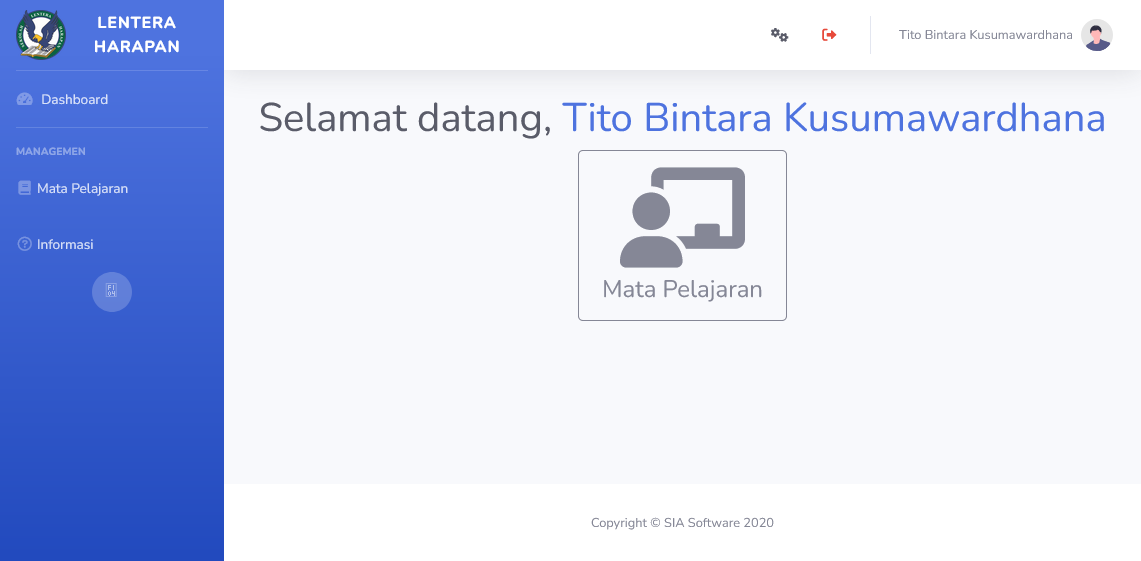 LENTERA
HARAPAN
Dashboard
MANAGEMEN
Mata Pelajaran
Informasi
Tito Bintara Kusumawardhana
Selamat datang, Tito Bintara Kusumawardhana
Mata Pelajaran
Copyright © SIA Software 2020